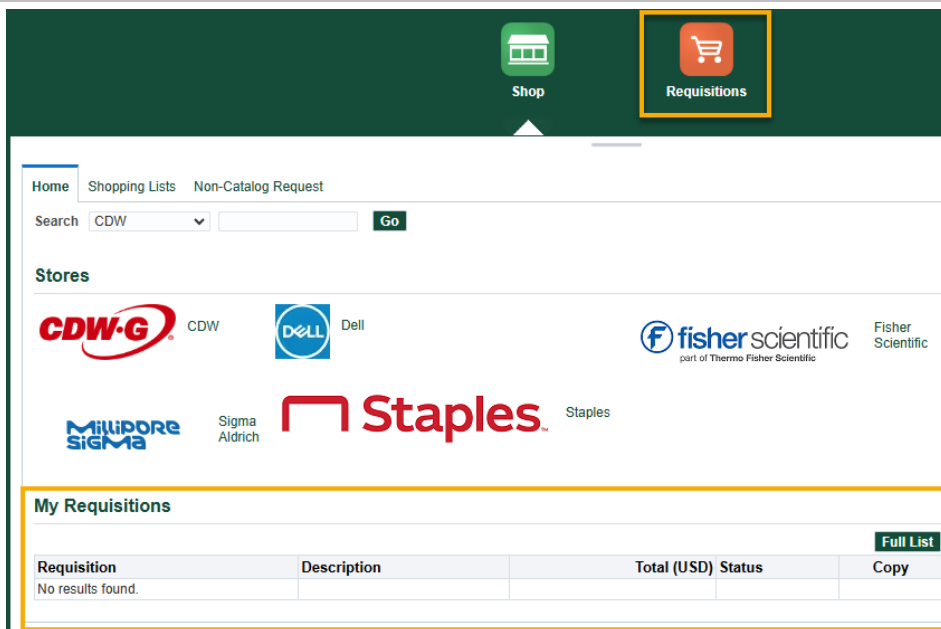 Shop
Requisitions
Home Shopping Lists Non-Catalog Request
Search CDW Go
Stores
CDW·G CDW
DELL Dell
fisher scientific
part of Thermo Fisher Scientific
Fisher
Scientific
Millipore
Sigma
Sigma
Aldrich
Staples™
Staples
My Requisitions
Full List
Requisition Description Total (USD) Status Copy
No results found.